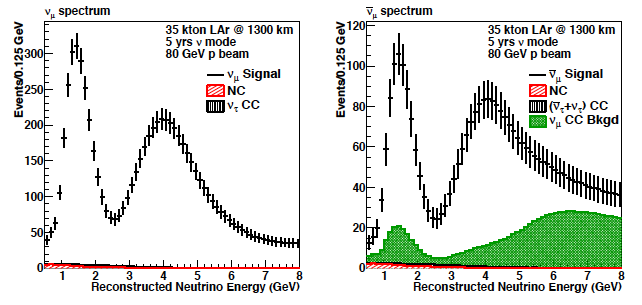 νμ spectrum
35 kton LAr @ 1300 km
5 yrs ν mode
80 GeV p beam
νμ Signal
NC
ντ CC
Events/0.125 GeV
300
250
200
150
100
50
0
1 2 3 4 5 6 7 8
Reconstructed Neutrino Energy (GeV)
ν̄μ spectrum
35 kton LAr @ 1300 km
5 yrs ν mode
80 GeV p beam
ν̄μ Signal
NC
(ν̄τ+ντ) CC
νμ CC Bkgd
Events/0.125 GeV
120
100
80
60
40
20
0
1 2 3 4 5 6 7 8
Reconstructed Neutrino Energy (GeV)